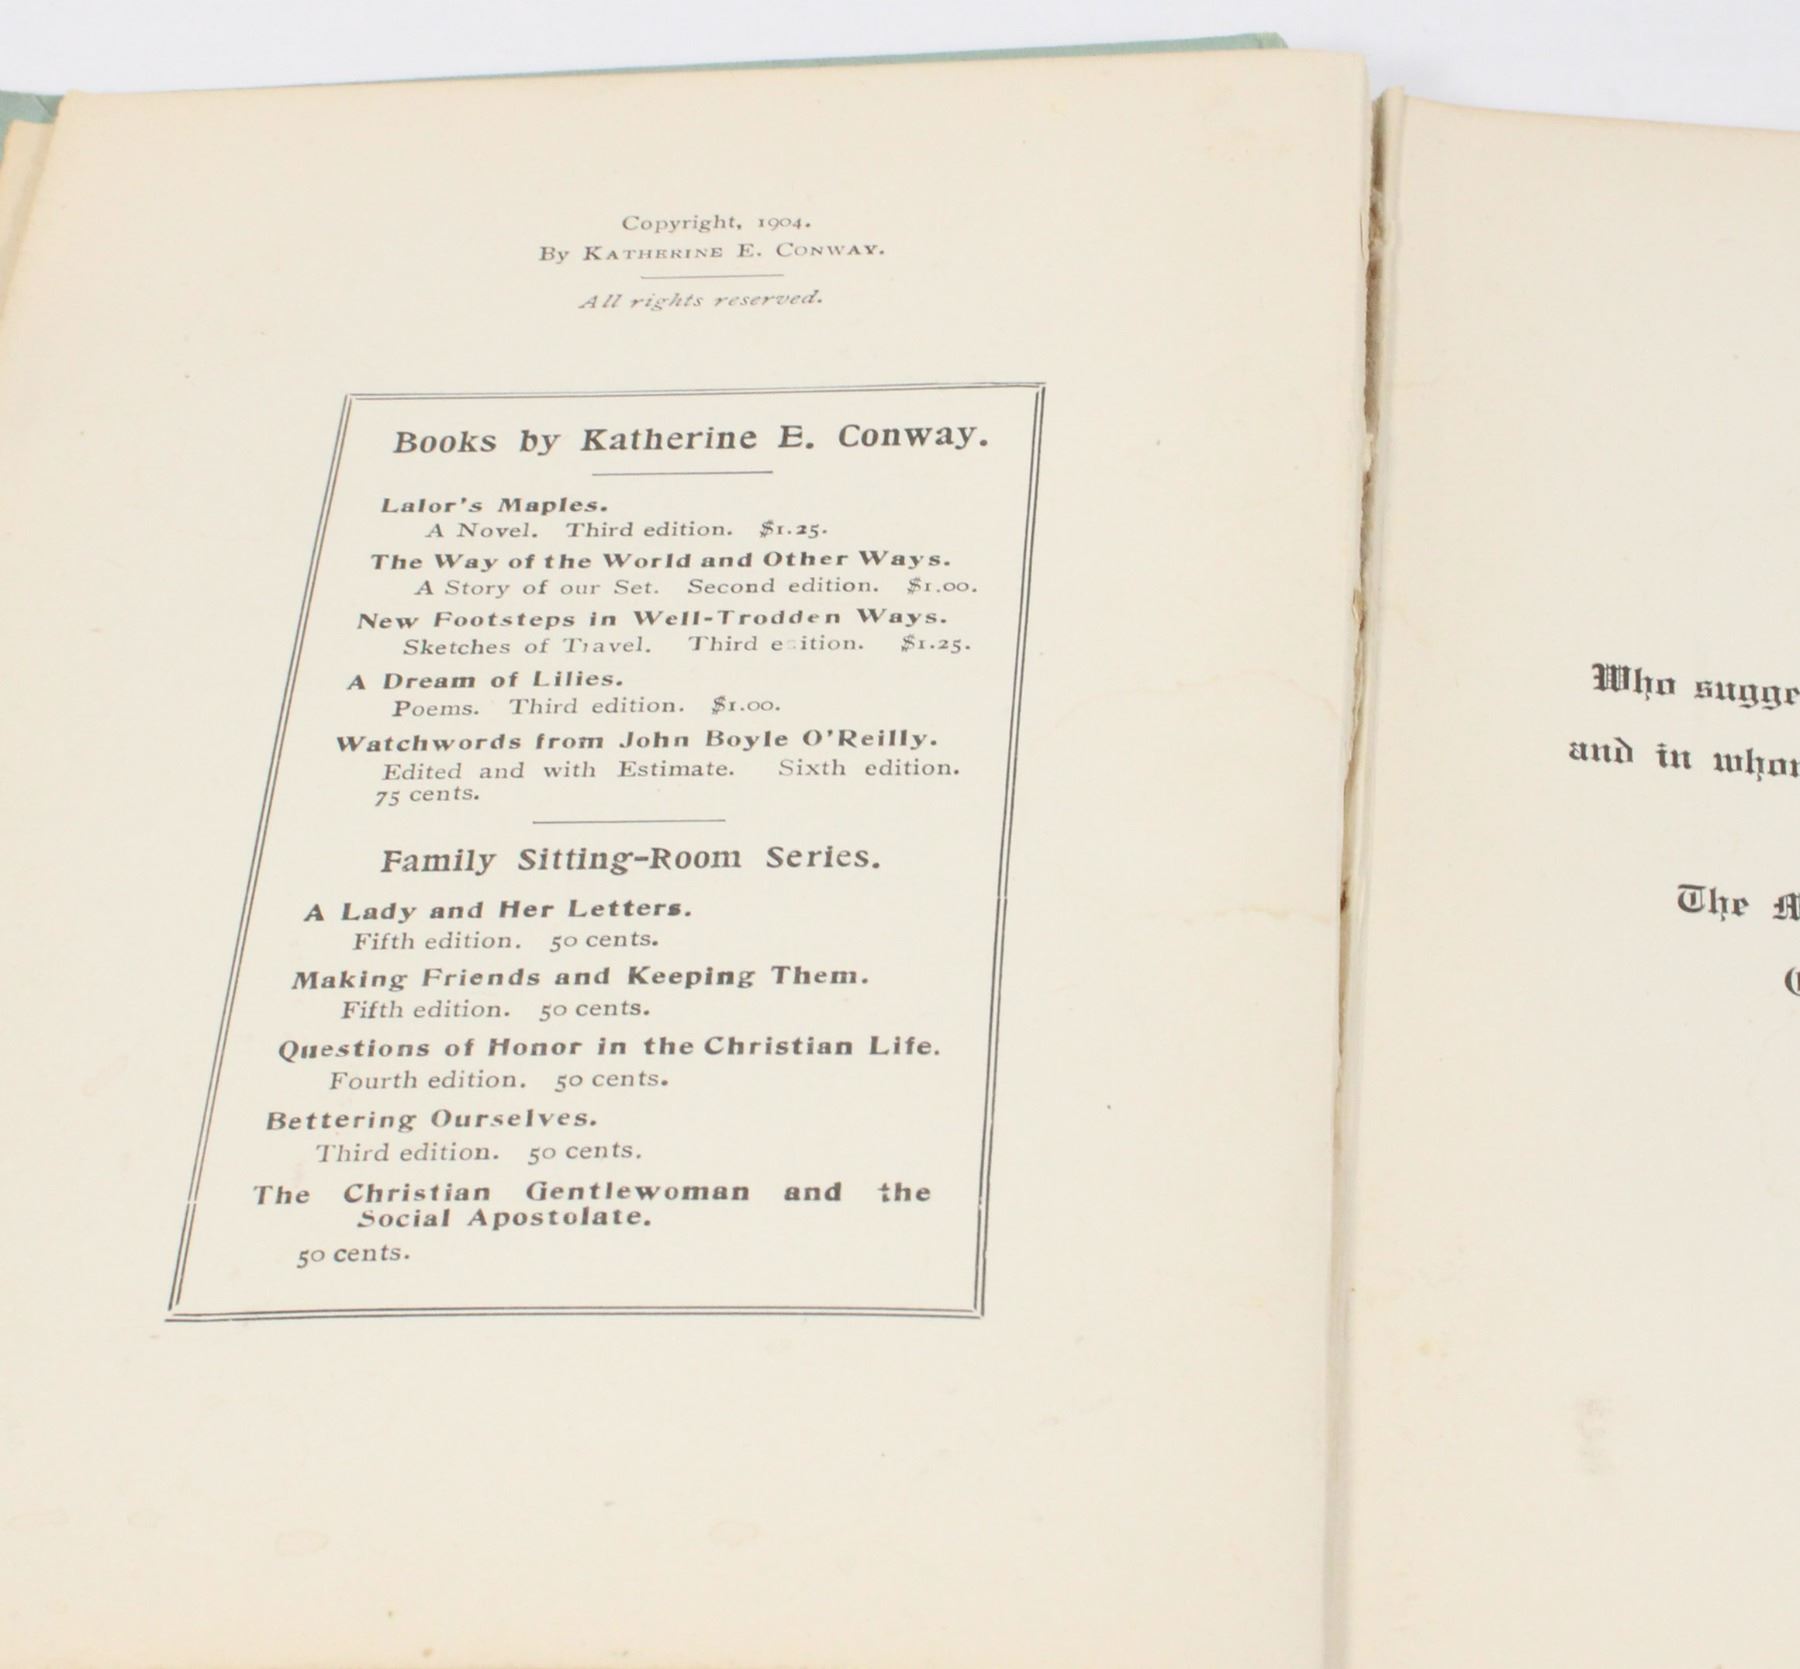 Copyright, 1904.
By Katherine E. Conway.
All rights reserved.
Books by Katherine E. Conway.
Lalor's Maples.
A Novel. Third edition. $1.25.
The Way of the World and Other Ways.
A Story of our Set. Second edition. $1.00.
New Footsteps in Well-Trodden Ways.
Sketches of Travel. Third e ition. $1.25.
A Dream of Lilies.
Poems. Third edition. $1.00.
Watchwords from John Boyle O'Reilly.
Edited and with Estimate. Sixth edition.
75 cents.
Family Sitting-Room Series.
A Lady and Her Letters.
Fifth edition. 50 cents.
Making Friends and Keeping Them.
Fifth edition. 50 cents.
Questions of Honor in the Christian Life.
Fourth edition. 50 cents.
Bettering Ourselves.
Third edition. 50 cents.
The Christian Gentlewoman and the
Social Apostolate.
50 cents.
Who sugge
and in who
The